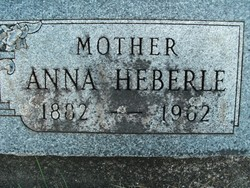 MOTHER
ANNA HEBERLE
1882 — 1962